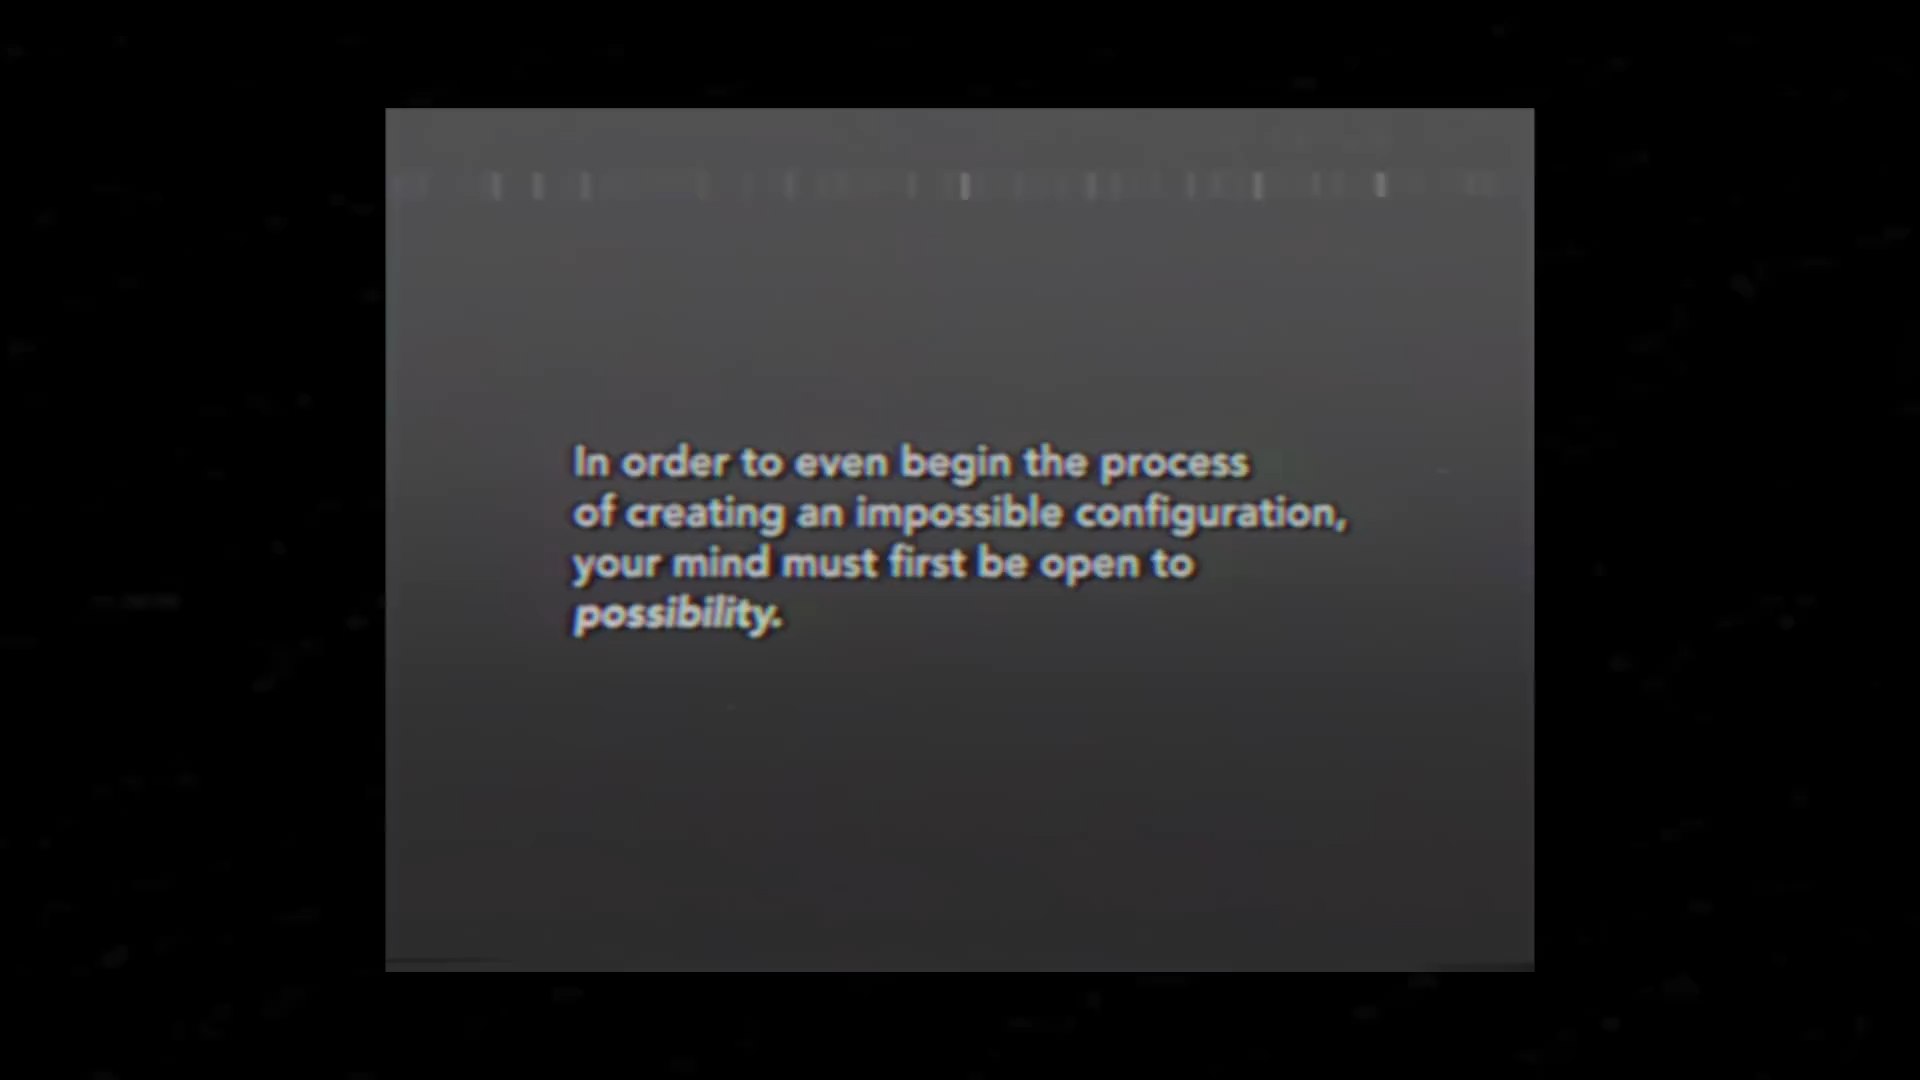 In order to even begin the process
of creating an impossible configuration,
your mind must first be open to
possibility.